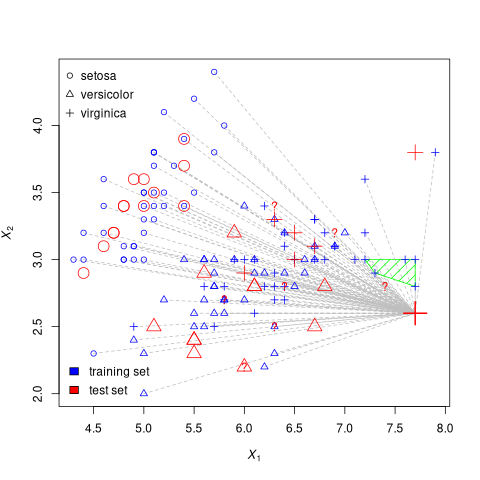 setosa
versicolor
virginica
X2
4.0
3.5
3.0
2.5
2.0
? ? ? ? ? ? ? ?
training set
test set
4.5 5.0 5.5 6.0 6.5 7.0 7.5 8.0
X1